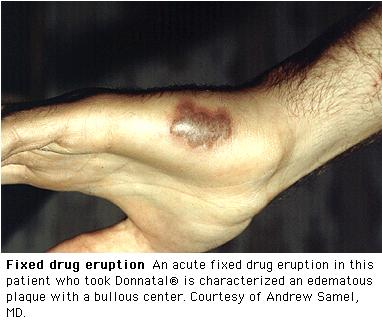 Fixed drug eruption An acute fixed drug eruption in this
patient who took Donnatal® is characterized an edematous
plaque with a bullous center. Courtesy of Andrew Samel,
MD.